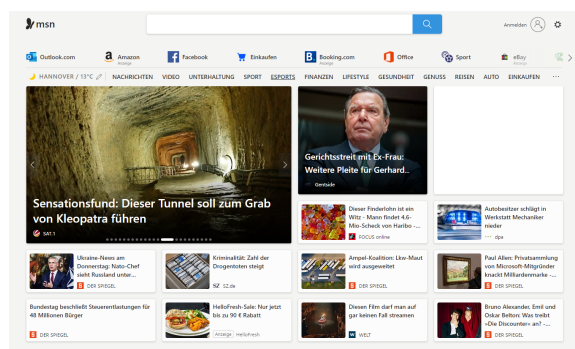 msn
Anmelden
Outlook.com
Amazon
Anzeige
Facebook
Einkaufen
Booking.com
Anzeige
Office
Sport
eBay
Anzeige
HANNOVER / 13°C
NACHRICHTEN
VIDEO
UNTERHALTUNG
SPORT
ESPORTS
FINANZEN
LIFESTYLE
GESUNDHEIT
GENUSS
REISEN
AUTO
EINKAUFEN
Sensationsfund: Dieser Tunnel soll zum Grab
von Kleopatra führen
SAT.1
Gerichtsstreit mit Ex-Frau:
Weitere Pleite für Gerhard...
Gentside
Dieser Finderlohn ist ein
Witz - Mann findet 4,6-
Mio-Scheck von Haribo -...
FOCUS online
Autobesitzer schlägt in
Werkstatt Mechaniker
nieder
dpa
Ukraine-News am
Donnerstag: Nato-Chef
sieht Russland unter...
DER SPIEGEL
Kriminalität: Zahl der
Drogentoten steigt
SZ SZ.de
Ampel-Koalition: Lkw-Maut
wird ausgeweitet
DER SPIEGEL
Paul Allen: Privatsammlung
von Microsoft-Mitgründer
knackt Milliardenmarke -...
DER SPIEGEL
Bundestag beschließt Steuerentlastungen für
48 Millionen Bürger
DER SPIEGEL
HelloFresh-Sale: Nur jetzt
bis zu 90 € Rabatt
Anzeige HelloFresh
Diesen Film darf man auf
gar keinen Fall streamen
WELT
Bruno Alexander, Emil und
Oskar Belton: Was treibt
»Die Discounter« an? -...
DER SPIEGEL